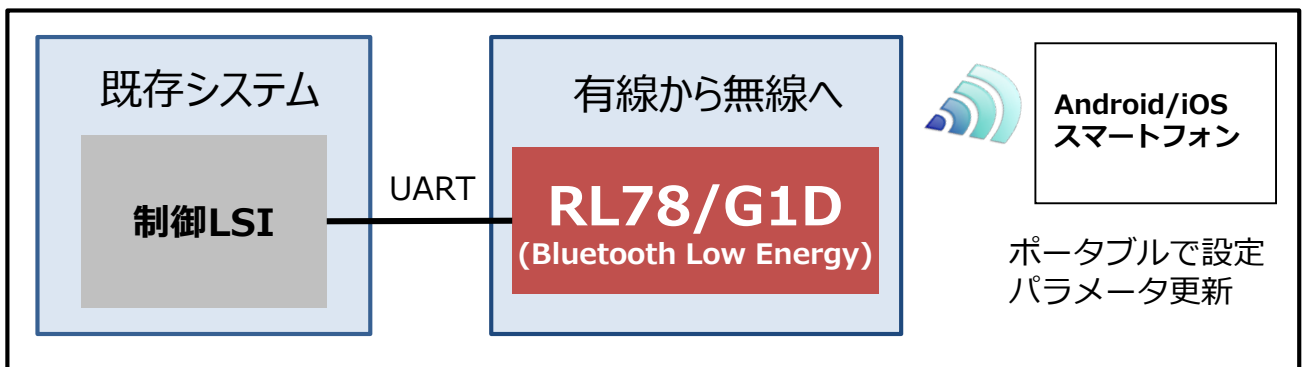 既存システム
制御LSI
UART
有線から無線へ
RL78/G1D
(Bluetooth Low Energy)
Android/iOS
スマートフォン
ポータブルで設定
パラメータ更新